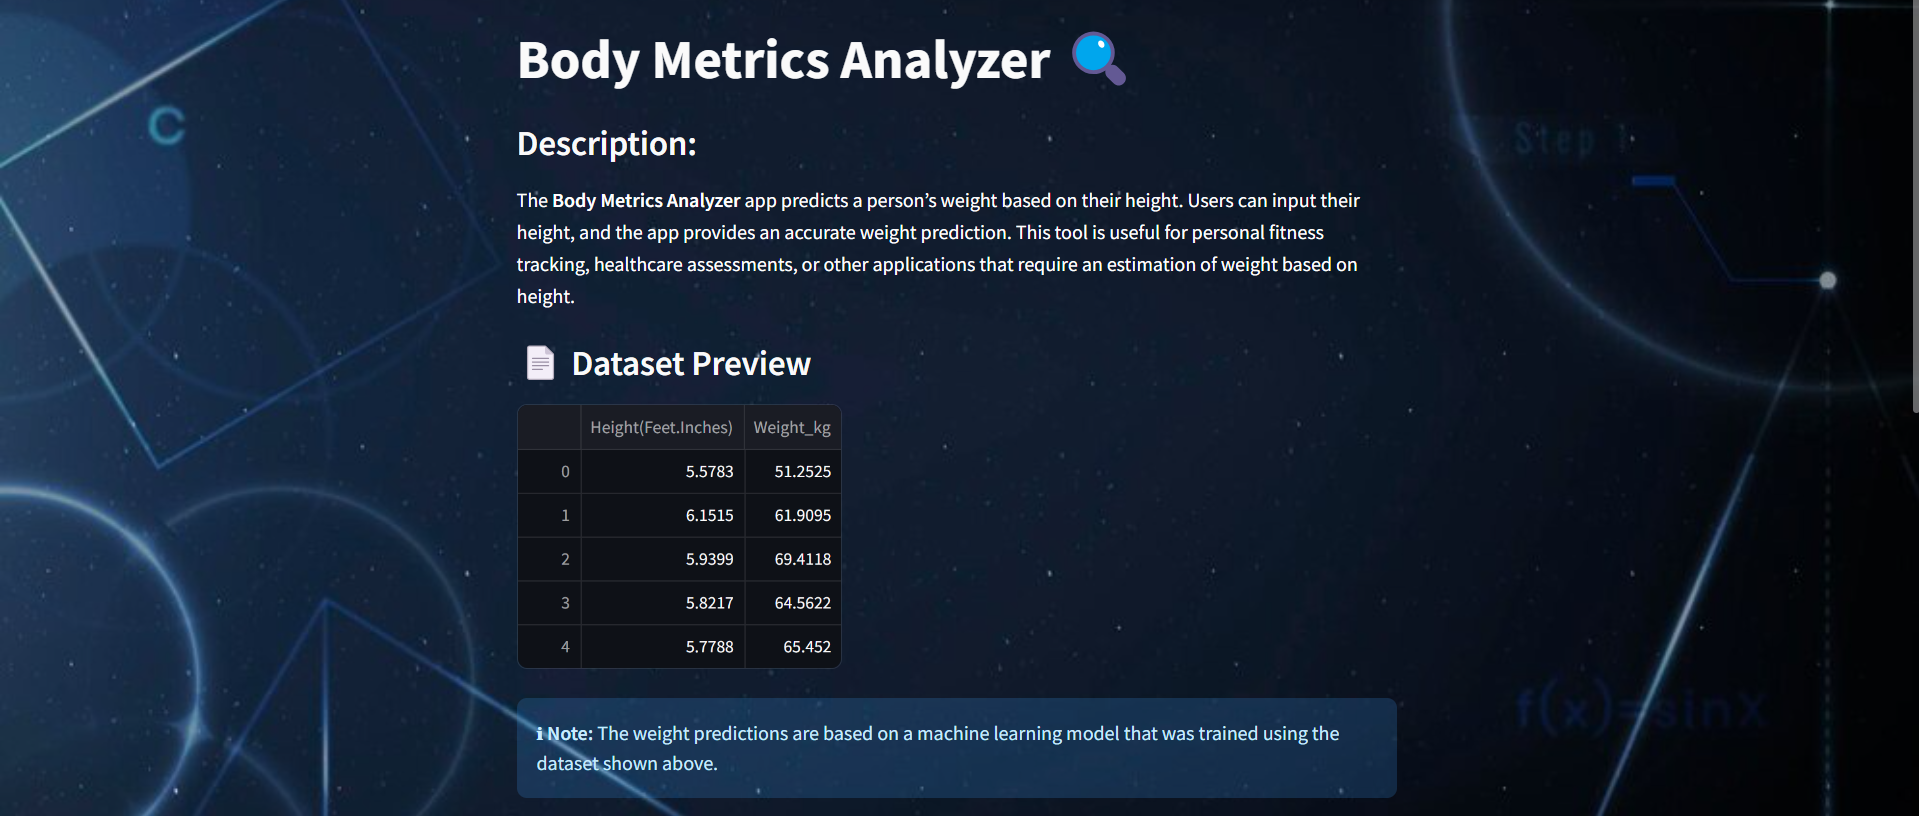 Body Metrics Analyzer
C
Description:
Step 1
The Body Metrics Analyzer app predicts a person’s weight based on their height. Users can input their
height, and the app provides an accurate weight prediction. This tool is useful for personal fitness
tracking, healthcare assessments, or other applications that require an estimation of weight based on
height.
Dataset Preview
Height(Feet.Inches) Weight_kg
0 5.5783 51.2525
1 6.1515 61.9095
2 5.9399 69.4118
3 5.8217 64.5622
4 5.7788 65.452
f(x)=sinX
ℹ Note: The weight predictions are based on a machine learning model that was trained using the
dataset shown above.